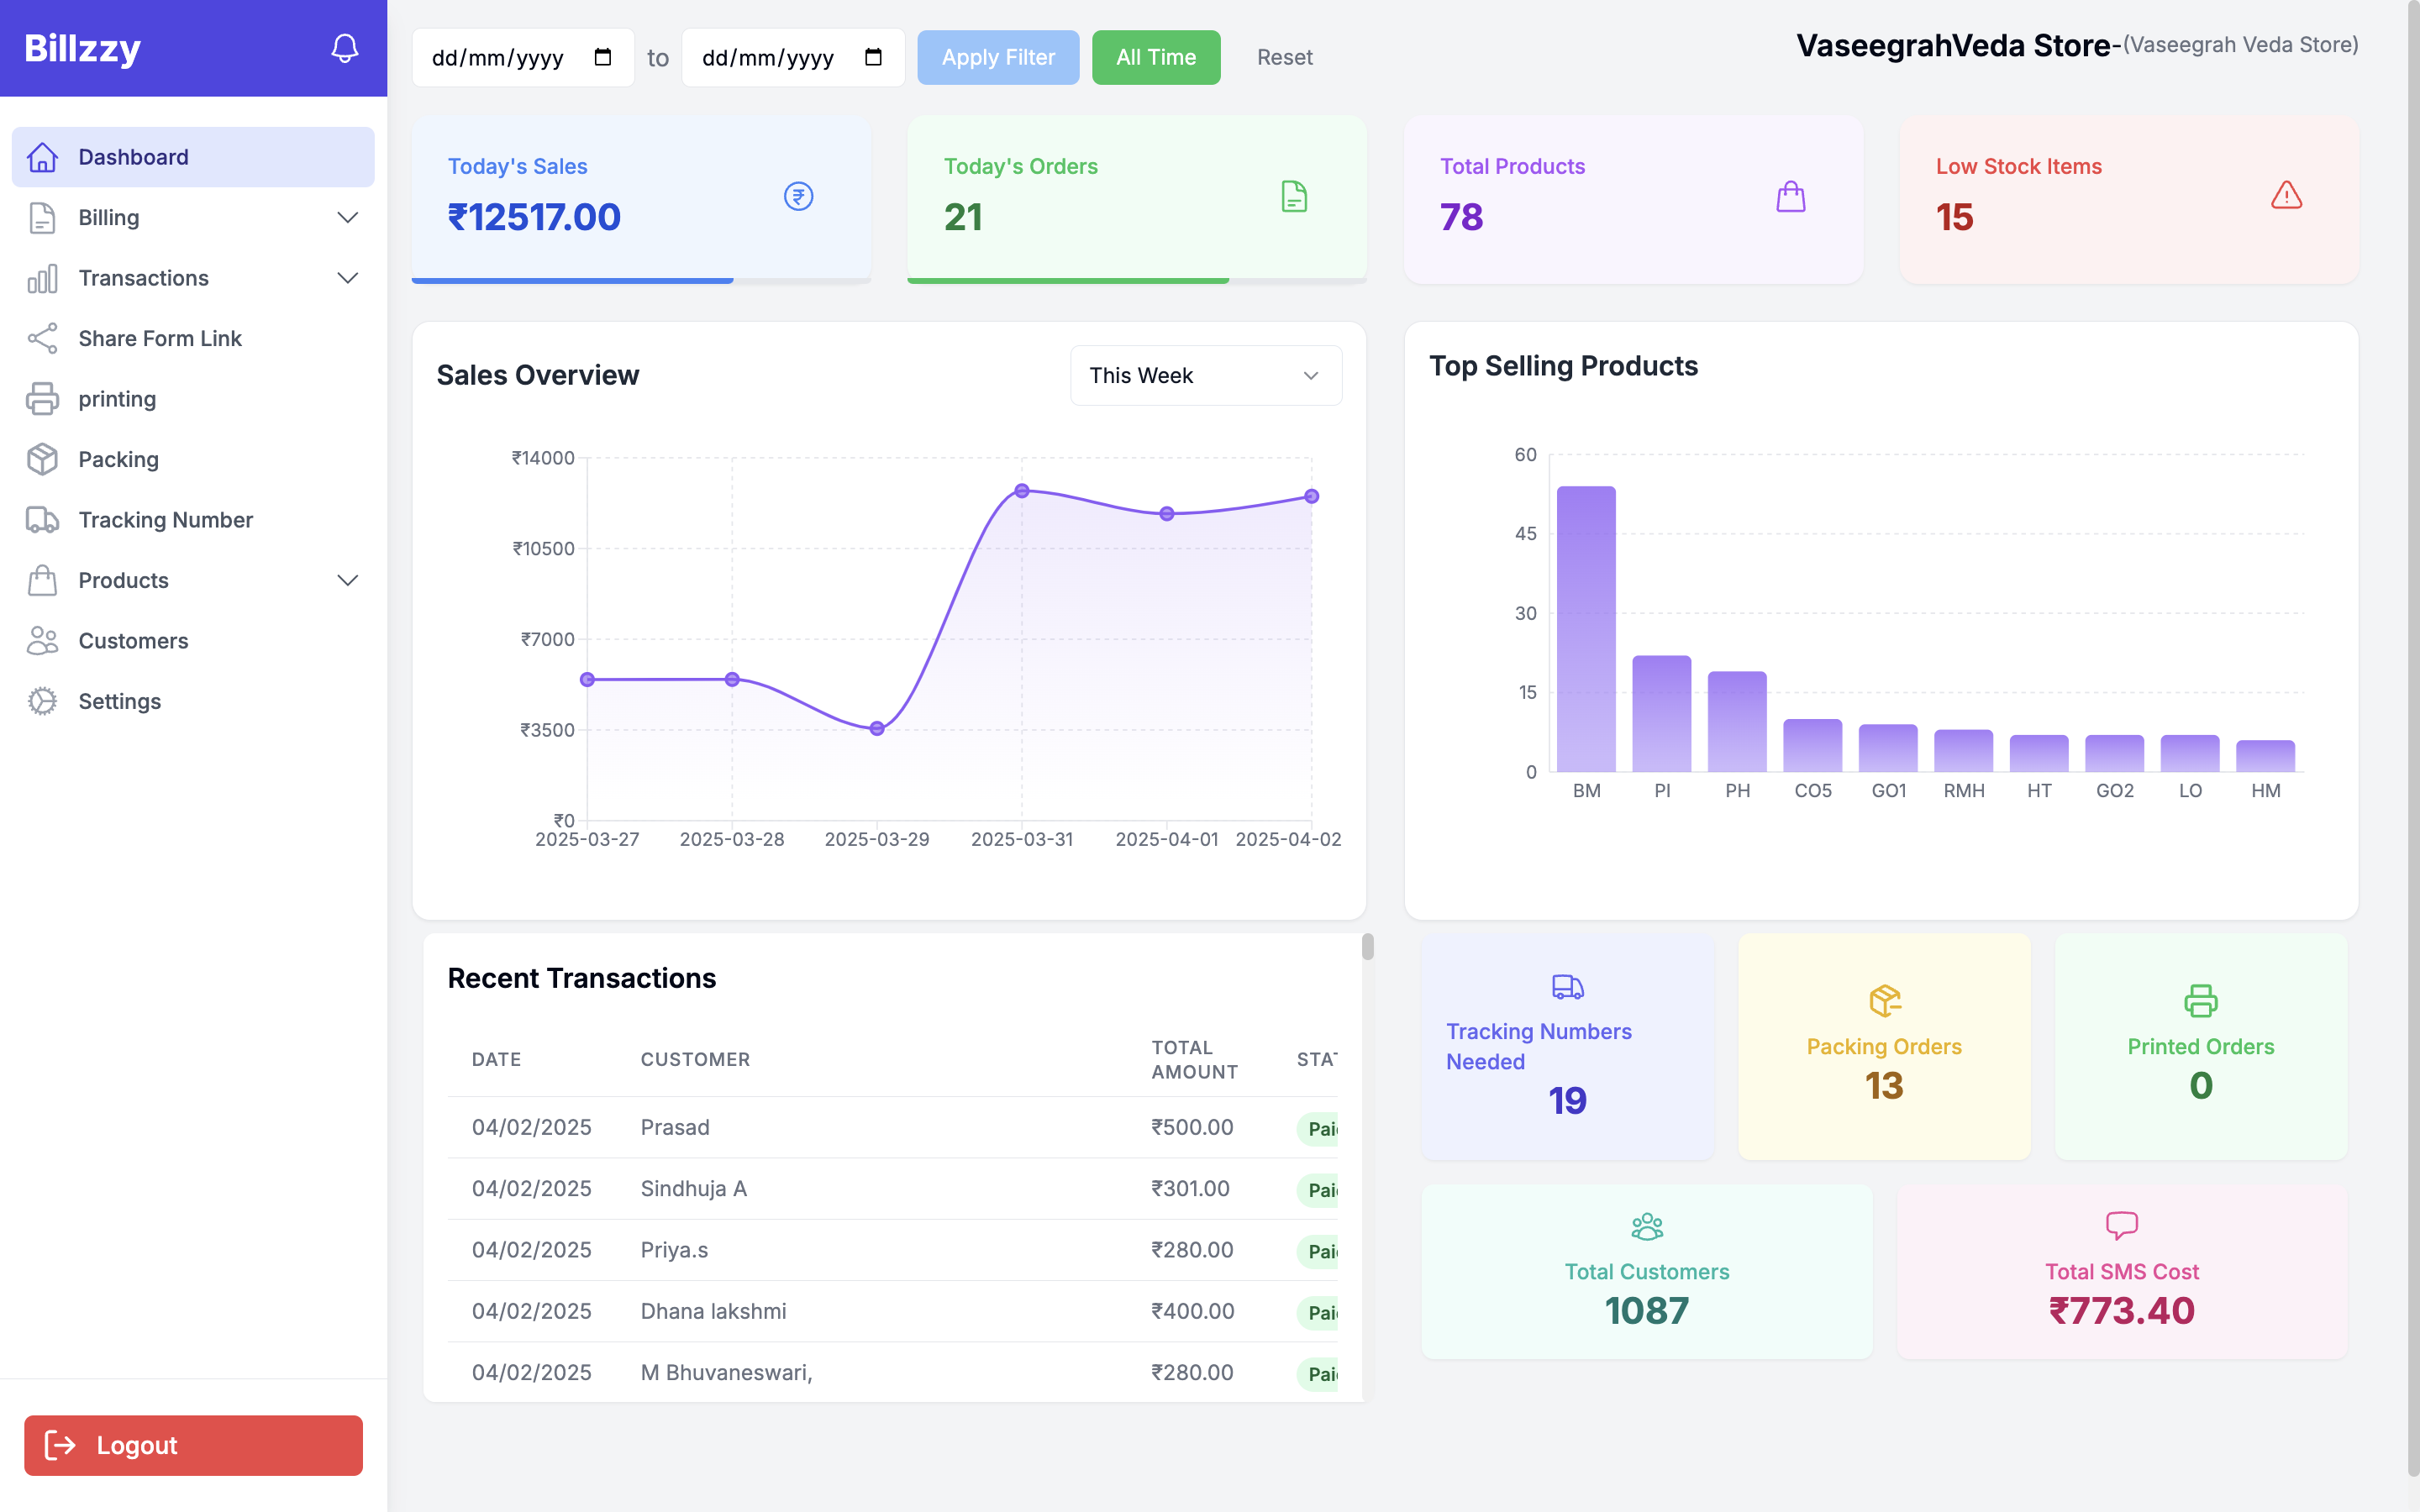 Billzzy
Dashboard
Billing
Transactions
Share Form Link
printing
Packing
Tracking Number
Products
Customers
Settings
Logout
dd/mm/yyyy to dd/mm/yyyy Apply Filter All Time Reset
VaseegrahVeda Store-(Vaseegrah Veda Store)
Today's Sales
₹12517.00
Today's Orders
21
Total Products
78
Low Stock Items
15
Sales Overview
This Week
₹14000
₹10500
₹7000
₹3500
₹0
2025-03-27 2025-03-28 2025-03-29 2025-03-31 2025-04-01 2025-04-02
Top Selling Products
60
45
30
15
0
BM PI PH CO5 GO1 RMH HT GO2 LO HM
Recent Transactions
DATE CUSTOMER TOTAL AMOUNT STAT
04/02/2025 Prasad ₹500.00 Paid
04/02/2025 Sindhuja A ₹301.00 Paid
04/02/2025 Priya.s ₹280.00 Paid
04/02/2025 Dhana lakshmi ₹400.00 Paid
04/02/2025 M Bhuvaneswari, ₹280.00 Paid
Tracking Numbers
Needed
19
Packing Orders
13
Printed Orders
0
Total Customers
1087
Total SMS Cost
₹773.40